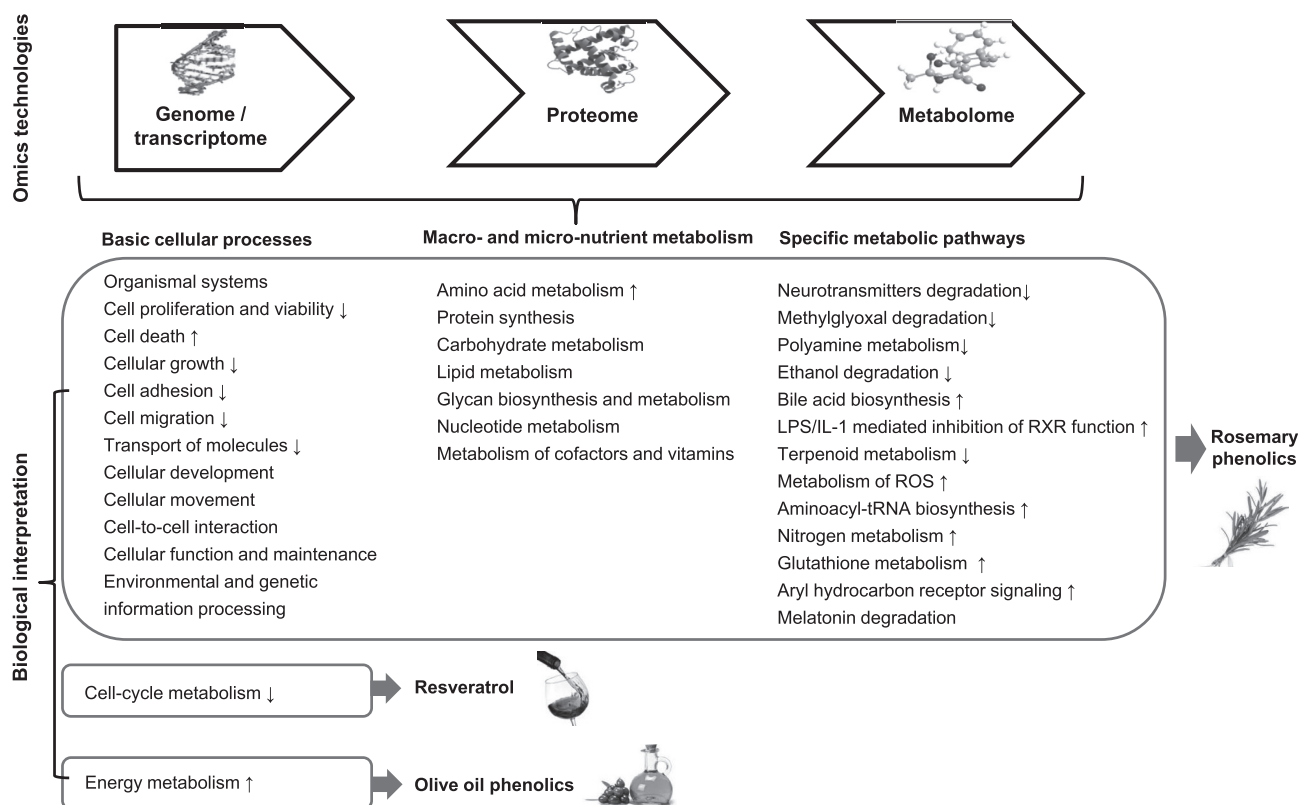 Omics technologies
Genome /
transcriptome
Proteome
Metabolome
Basic cellular processes
Macro- and micro-nutrient metabolism
Specific metabolic pathways
Organismal systems
Cell proliferation and viability ↓
Cell death ↑
Cellular growth ↓
Cell adhesion ↓
Cell migration ↓
Transport of molecules ↓
Cellular development
Cellular movement
Cell-to-cell interaction
Cellular function and maintenance
Environmental and genetic
information processing
Amino acid metabolism ↑
Protein synthesis
Carbohydrate metabolism
Lipid metabolism
Glycan biosynthesis and metabolism
Nucleotide metabolism
Metabolism of cofactors and vitamins
Neurotransmitters degradation↓
Methylglyoxal degradation↓
Polyamine metabolism↓
Ethanol degradation ↓
Bile acid biosynthesis ↑
LPS/IL-1 mediated inhibition of RXR function ↑
Terpenoid metabolism ↓
Metabolism of ROS ↑
Aminoacyl-tRNA biosynthesis ↑
Nitrogen metabolism ↑
Glutathione metabolism ↑
Aryl hydrocarbon receptor signaling ↑
Melatonin degradation
Rosemary
phenolics
Biological interpretation
Cell-cycle metabolism ↓
Resveratrol
Energy metabolism ↑
Olive oil phenolics